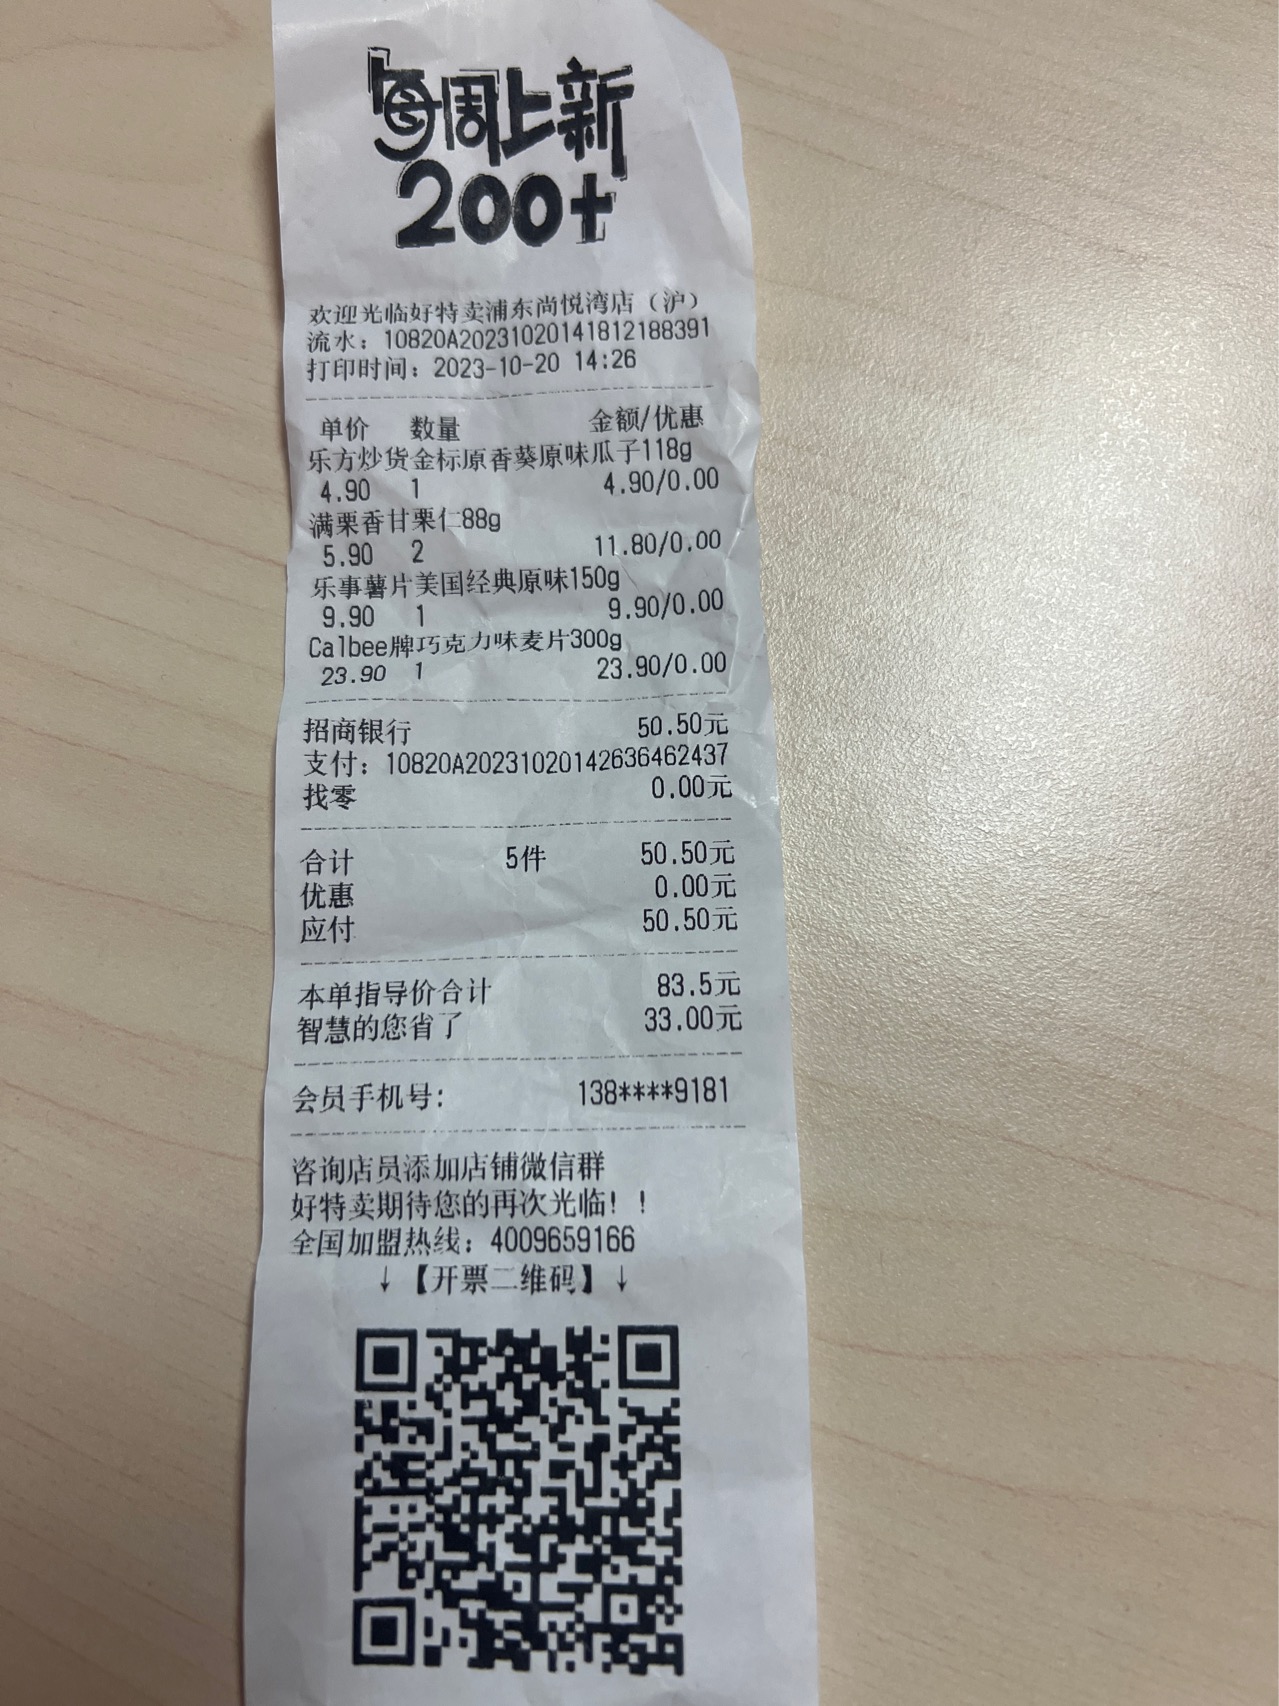 每周上新
200+
欢迎光临好特卖浦东尚悦湾店（沪）
流水：10820A20231020141812188391
打印时间：2023-10-20 14:26
单价 数量 金额/优惠
乐方炒货金标原香葵原味瓜子118g
4.90 1 4.90/0.00
满栗香甘栗仁88g
5.90 2 11.80/0.00
乐事薯片美国经典原味150g
9.90 1 9.90/0.00
Calbee牌巧克力味麦片300g
23.90 1 23.90/0.00
招商银行 50.50元
支付：10820A20231020142636462437
找零 0.00元
合计 5件 50.50元
优惠 0.00元
应付 50.50元
本单指导价合计 83.5元
智慧的您省了 33.00元
会员手机号: 138****9181
咨询店员添加店铺微信群
好特卖期待您的再次光临！！
全国加盟热线：4009659166
↓【开票二维码】↓